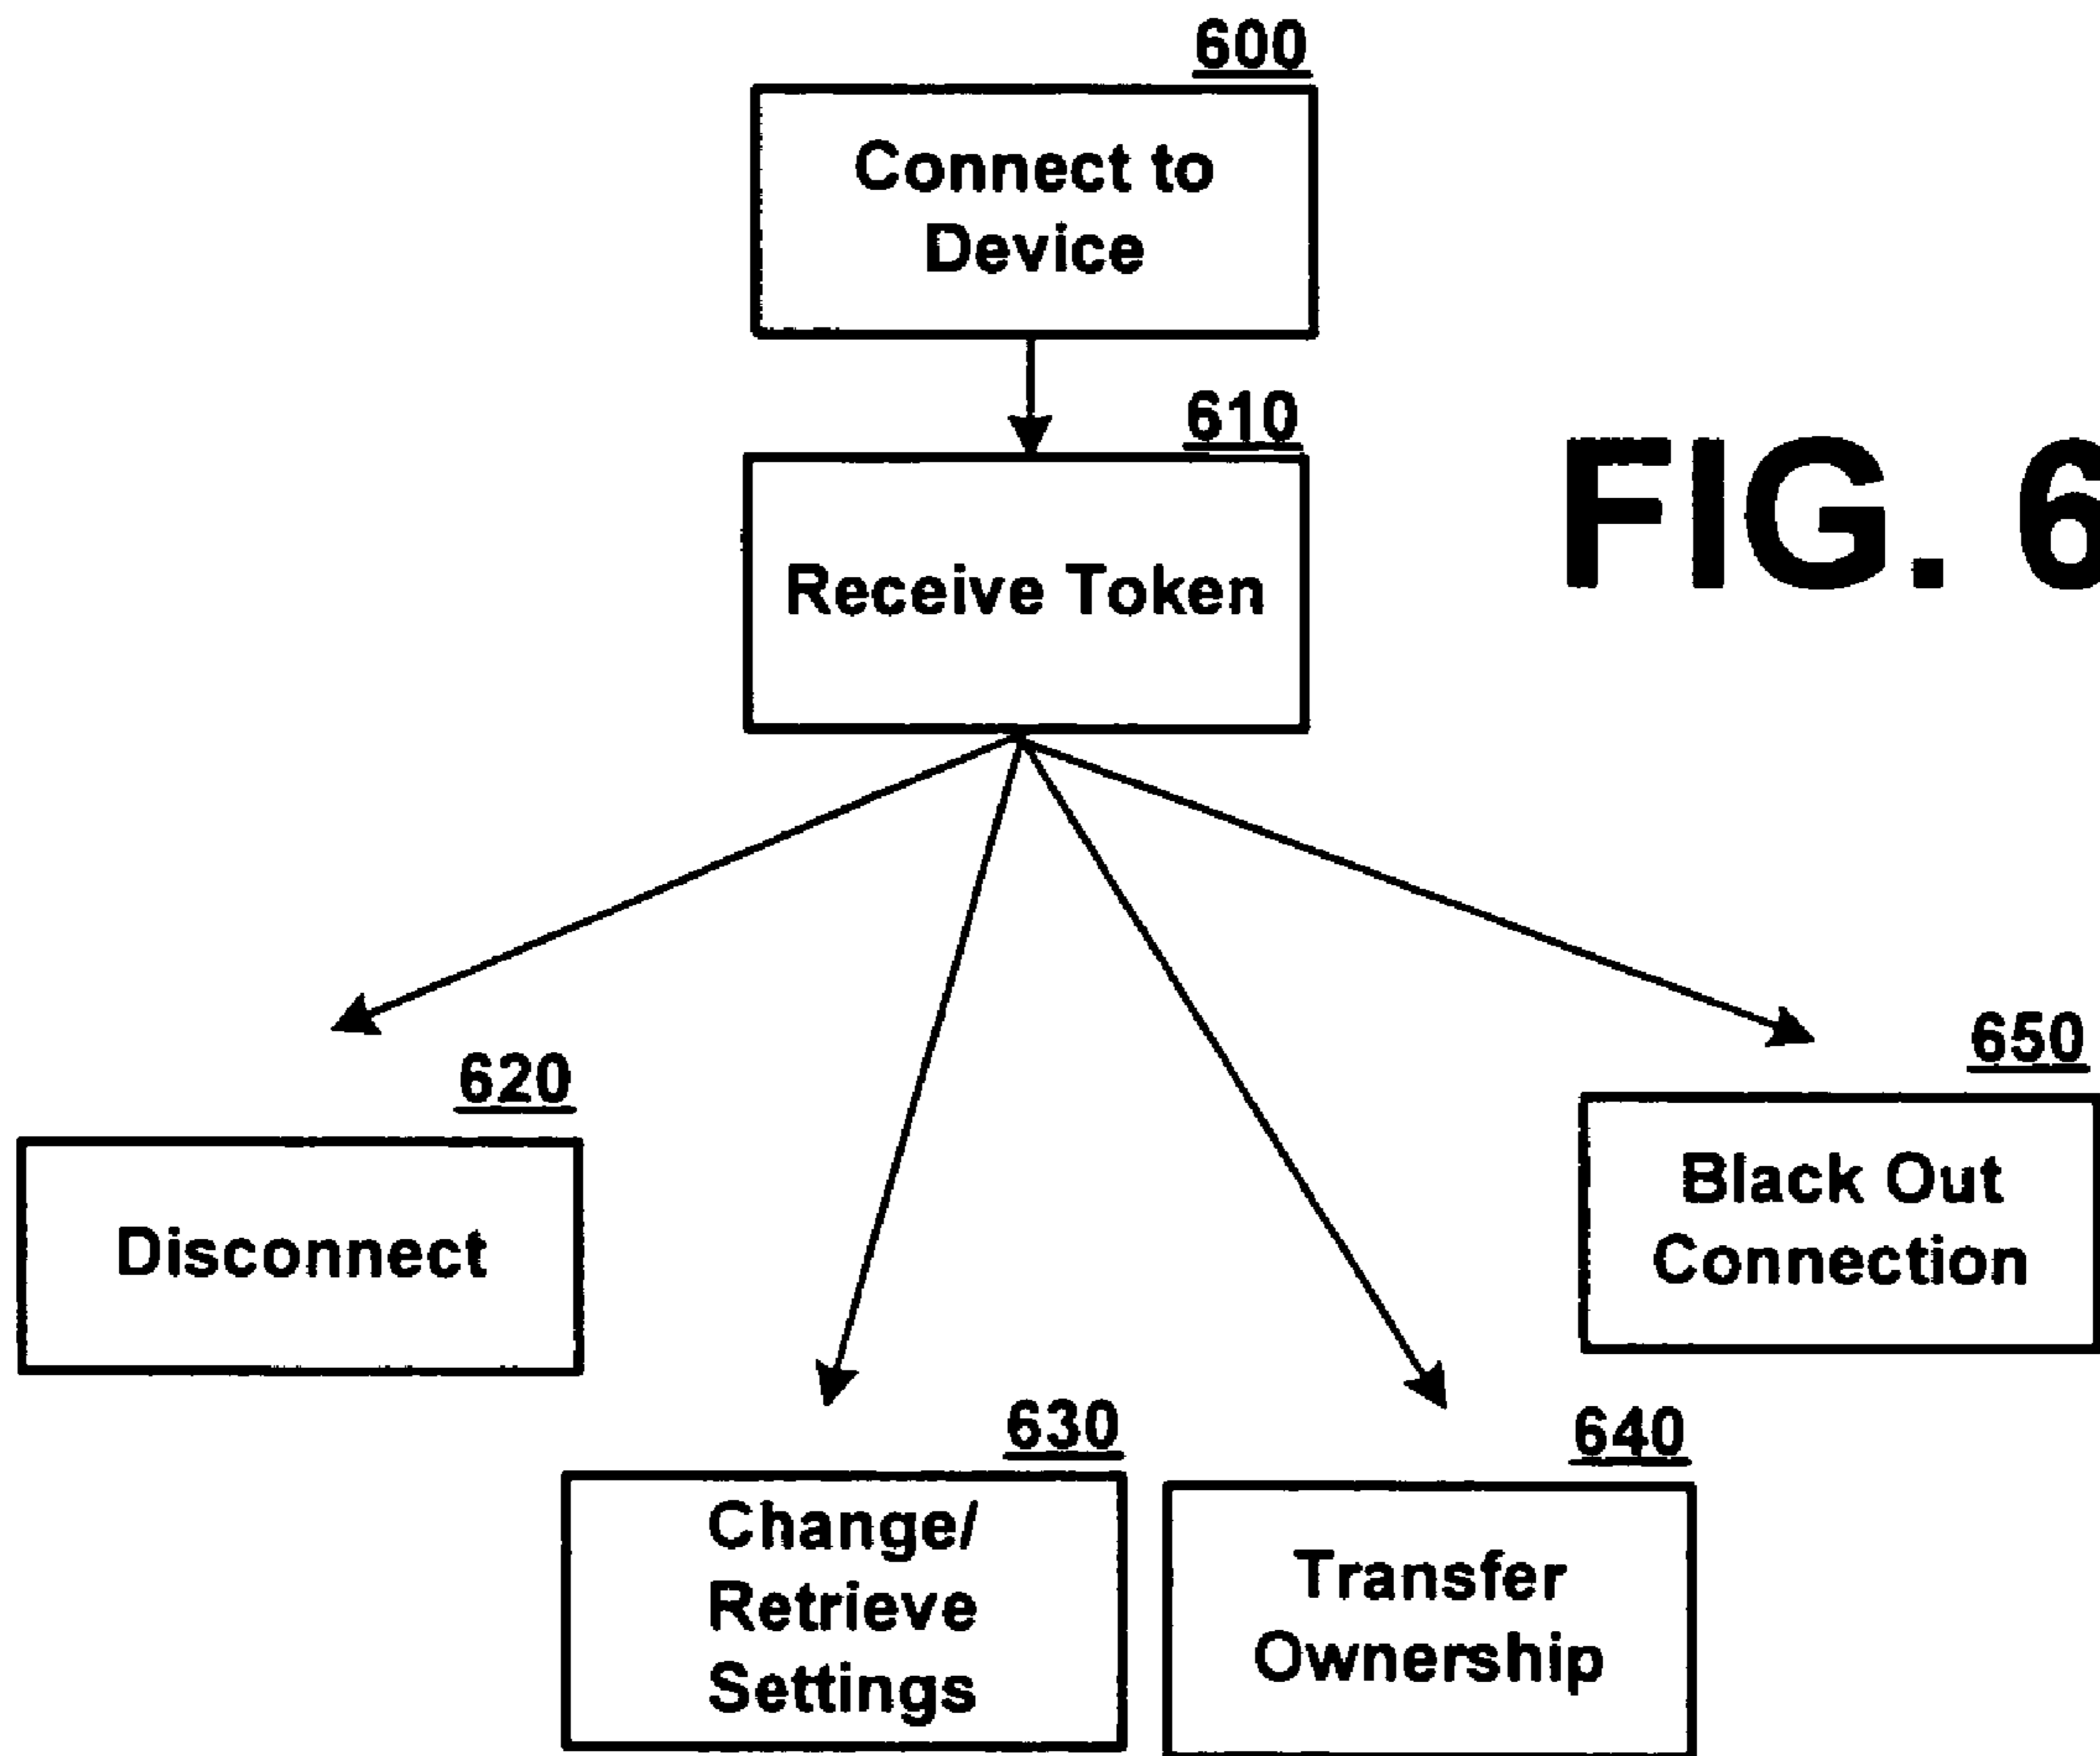 600
Connect to
Device
610
Receive Token
FIG. 6
620
Disconnect
650
Black Out
Connection
630
Change/
Retrieve
Settings
640
Transfer
Ownership